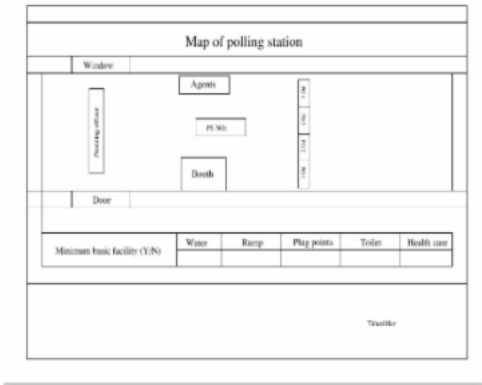 Map of polling station
Window
Agents
Presiding officer
PS NO:
Booth
Door
Minimum basic facility (Y/N)
Water
Ramp
Plug points
Toilet
Health care